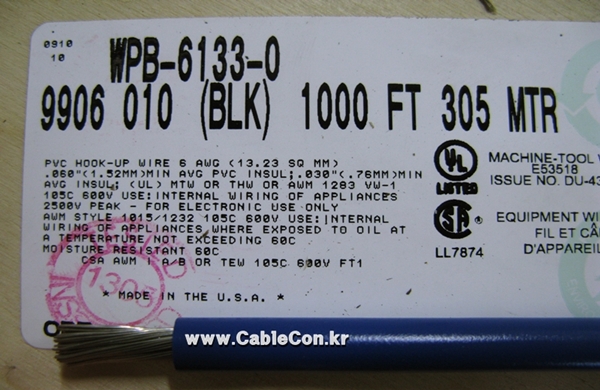 0910
10
WPB-6133-0
9906 010 (BLK) 1000 FT 305 MTR
PVC HOOK-UP WIRE 6 AWG (13.23 SQ MM)
.060"(1.52MM)MIN AVG PVC INSUL;.030"(.76MM)MIN
AVG INSUL; (UL) MTW OR THW OR AWM 1283 VW-1
105C 600V USE:INTERNAL WIRING OF APPLIANCES
2500V PEAK - FOR ELECTRONIC USE ONLY
AWM STYLE 1015/1232 105C 600V USE:INTERNAL
WIRING OF APPLIANCES WHERE EXPOSED TO OIL AT
A TEMPERATURE NOT EXCEEDING 60C
MOISTURE RESISTANT 60C
CSA AWM I A/B OR TEW 105C 600V FT1
* MADE IN THE U.S.A. *
UL
LISTED
MACHINE-TOOL W
E53518
ISSUE NO. DU-43
LL7874
EQUIPMENT WI
FIL ET CÂ
D'APPAREIL
130
INS
www.CableCon.kr